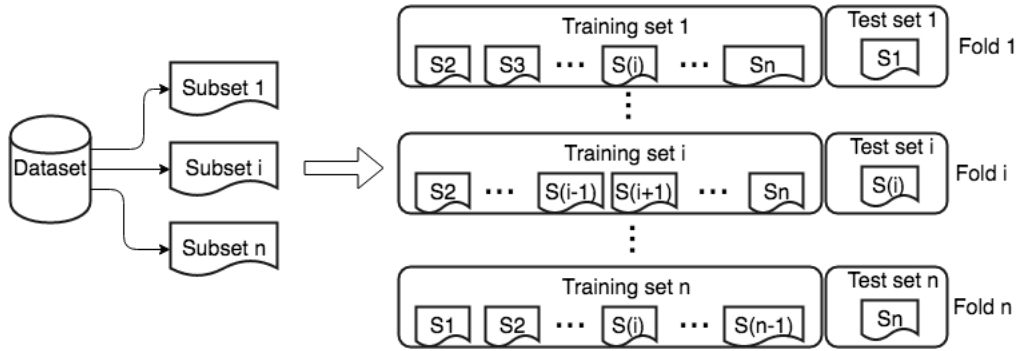 Dataset
Subset 1
Subset i
Subset n
Training set 1
S2 S3 ... S(i) ... Sn
Test set 1
S1
Fold 1
Training set i
S2 ... S(i-1) S(i+1) ... Sn
Test set i
S(i)
Fold i
Training set n
S1 S2 ... S(i) ... S(n-1)
Test set n
Sn
Fold n